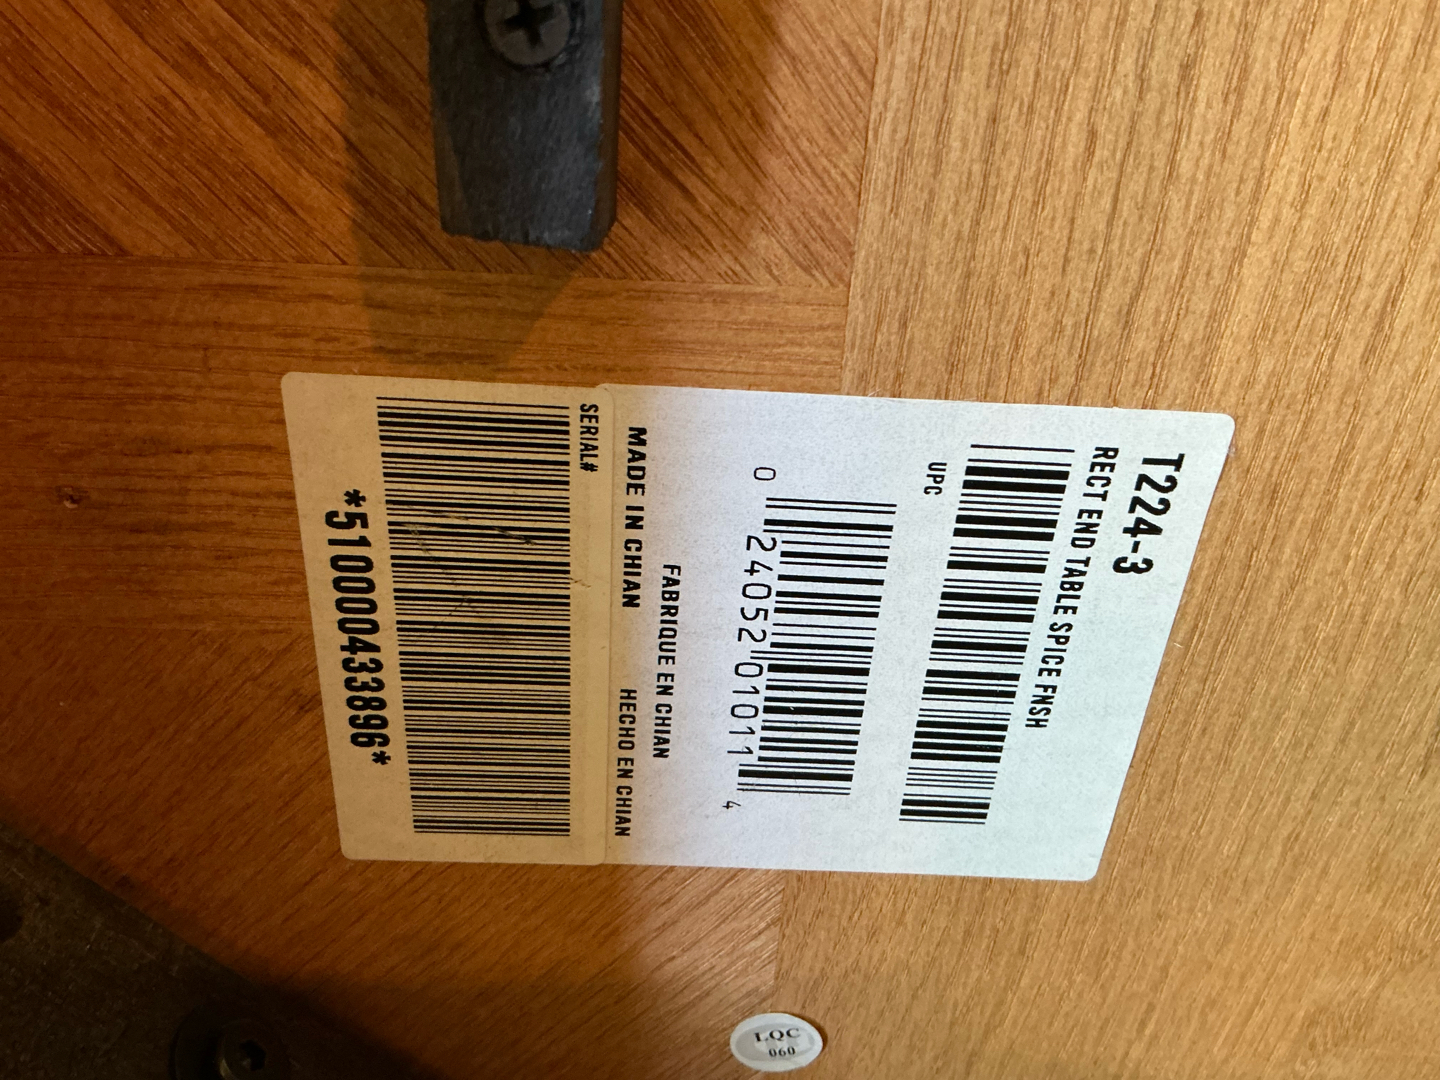 T224-3
RECT END TABLE SPICE FNSH
UPC
0 24052 01011 4
FABRIQUE EN CHIAN
MADE IN CHIAN HECHO EN CHIAN
SERIAL#
*510000433896*
LQC
060